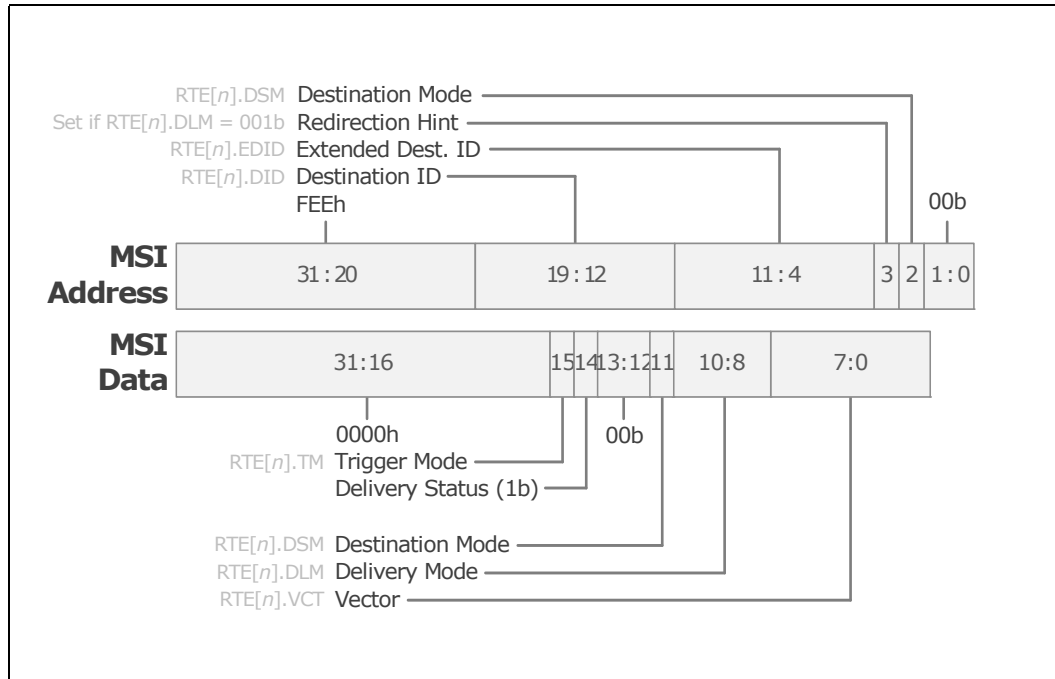 RTE[n].DSM Destination Mode
Set if RTE[n].DLM = 001b Redirection Hint
RTE[n].EDID Extended Dest. ID
RTE[n].DID Destination ID
FEEh
00b
MSI Address
31:20 19:12 11:4 3 2 1:0
MSI Data
31:16 15 14 13:12 11 10:8 7:0
0000h 00b
RTE[n].TM Trigger Mode
Delivery Status (1b)
RTE[n].DSM Destination Mode
RTE[n].DLM Delivery Mode
RTE[n].VCT Vector